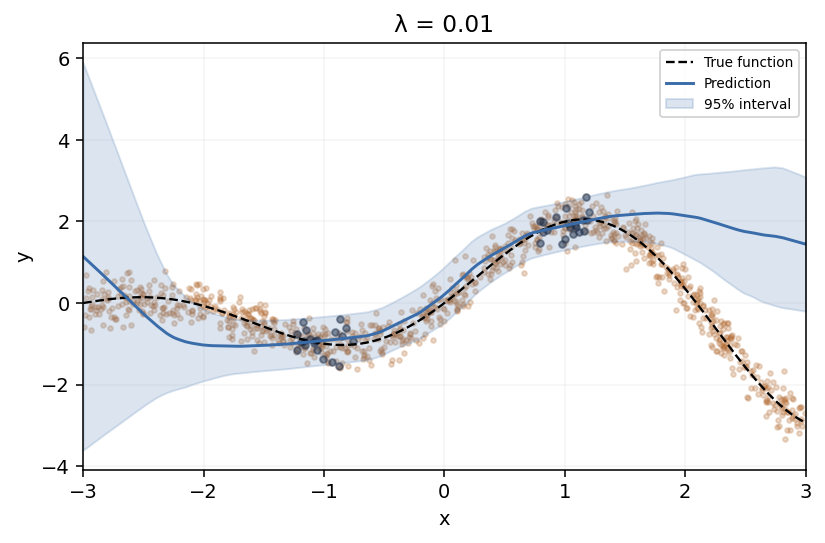 λ = 0.01
True function
Prediction
95% interval
y
6
4
2
0
−2
−4
−3
−2
−1
0
1
2
3
x